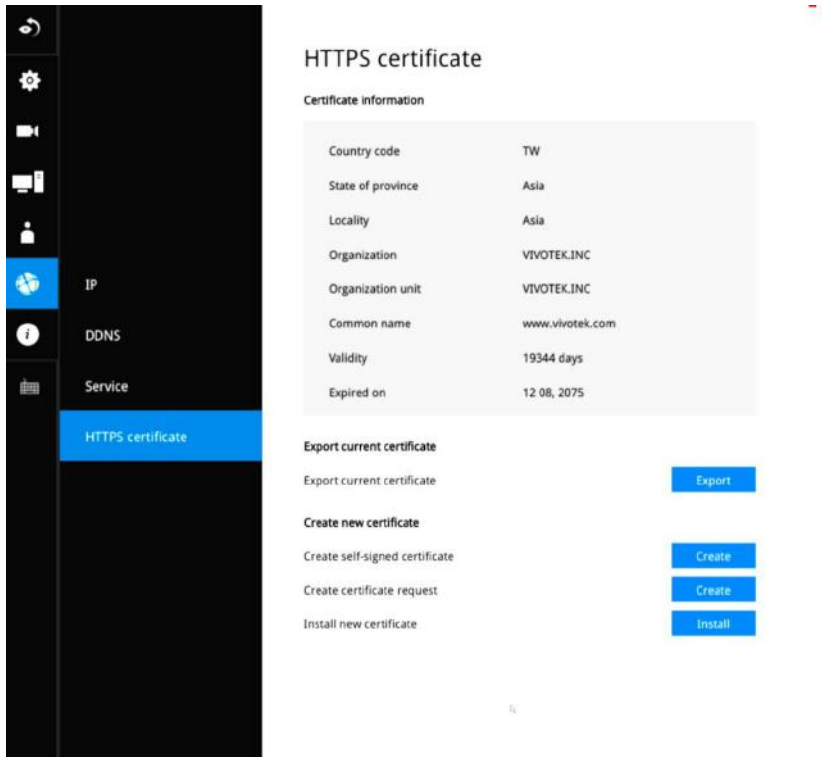 HTTPS certificate
Certificate information
Country code TW
State of province Asia
Locality Asia
Organization VIVOTEK.INC
Organization unit VIVOTEK.INC
Common name www.vivotek.com
Validity 19344 days
Expired on 12 08, 2075
IP
DDNS
Service
HTTPS certificate
Export current certificate
Export current certificate Export
Create new certificate
Create self-signed certificate Create
Create certificate request Create
Install new certificate Install